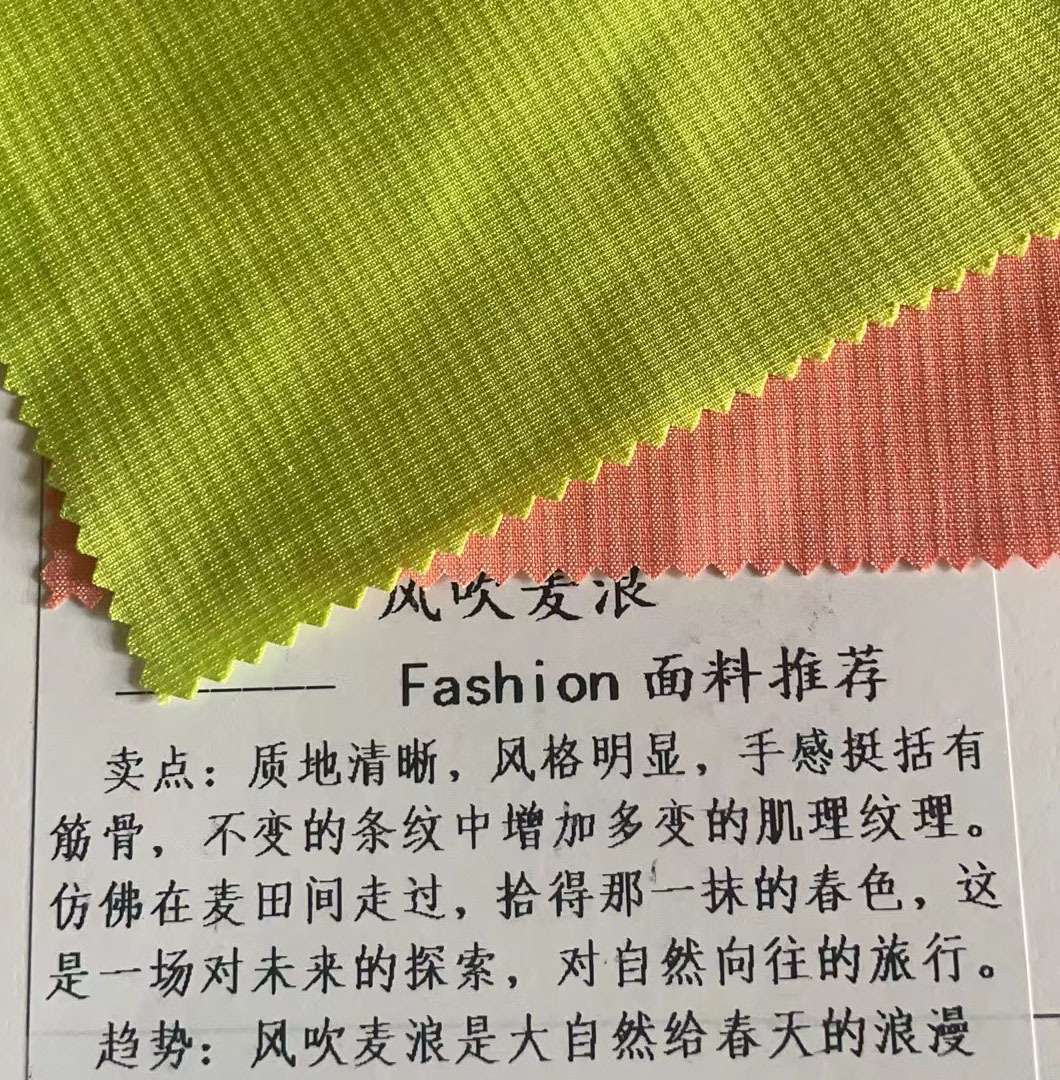 风吹麦浪
Fashion 面料推荐
卖点：质地清晰，风格明显，手感挺括有
筋骨，不变的条纹中增加多变的肌理纹理。
仿佛在麦田间走过，拾得那一抹的春色，这
是一场对未来的探索，对自然向往的旅行。
趋势：风吹麦浪是大自然给春天的浪漫